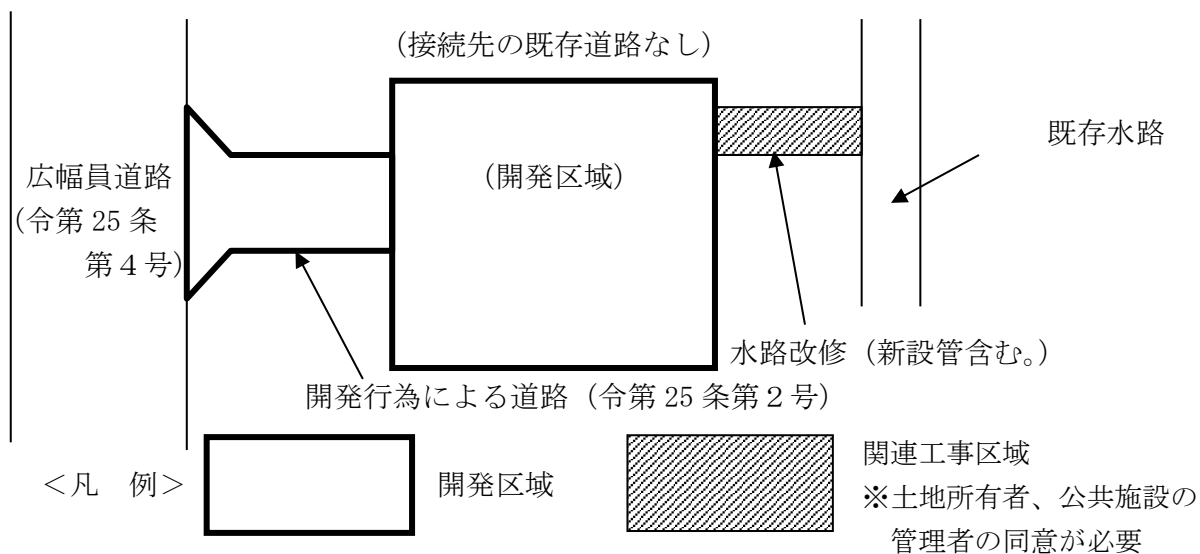 (接続先の既存道路なし)
(開発区域)
既存水路
広幅員道路
(令第 25 条
第4号)
水路改修（新設管含む。）
開発行為による道路（令第 25 条第2号）
＜凡　例＞
開発区域
関連工事区域
※土地所有者、公共施設の
管理者の同意が必要